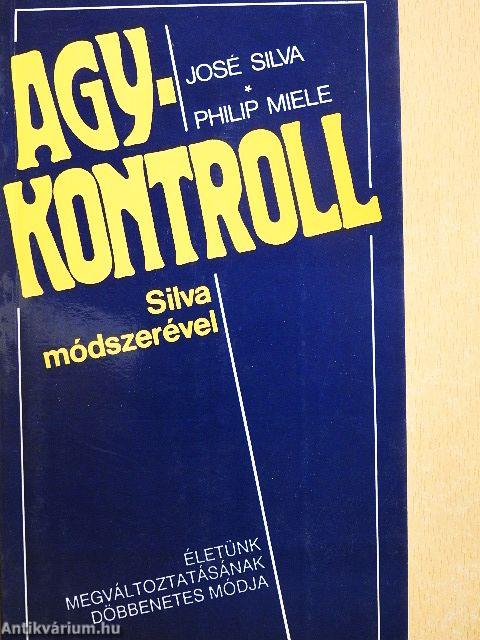 AGY-
KONTROLL
JOSÉ SILVA
*
PHILIP MIELE
Silva
módszerével
ÉLETÜNK
MEGVÁLTOZTATÁSÁNAK
DÖBBENETES MÓDJA
Antikvárium.hu